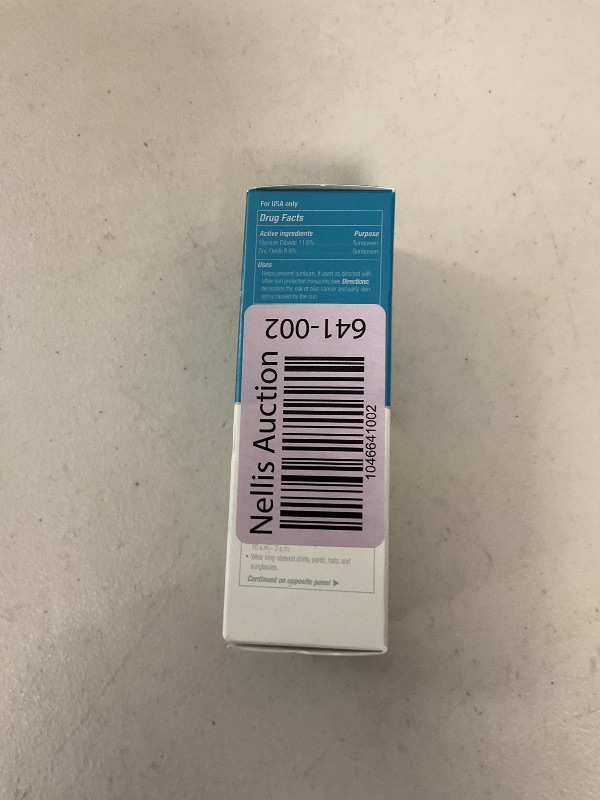 For USA only
Drug Facts
Active ingredients Purpose
Titanium Dioxide 11.6% Sunscreen
Zinc Oxide 8.6% Sunscreen
Uses
Helps prevent sunburn. If used as directed with
other sun protection measures (see Directions),
decreases the risk of skin cancer and early skin
aging caused by the sun.
641-002
Nellis Auction
1046641002
10 a.m.– 2 p.m.
• Wear long-sleeved shirts, pants, hats, and
sunglasses.
Continued on opposite panel ▶